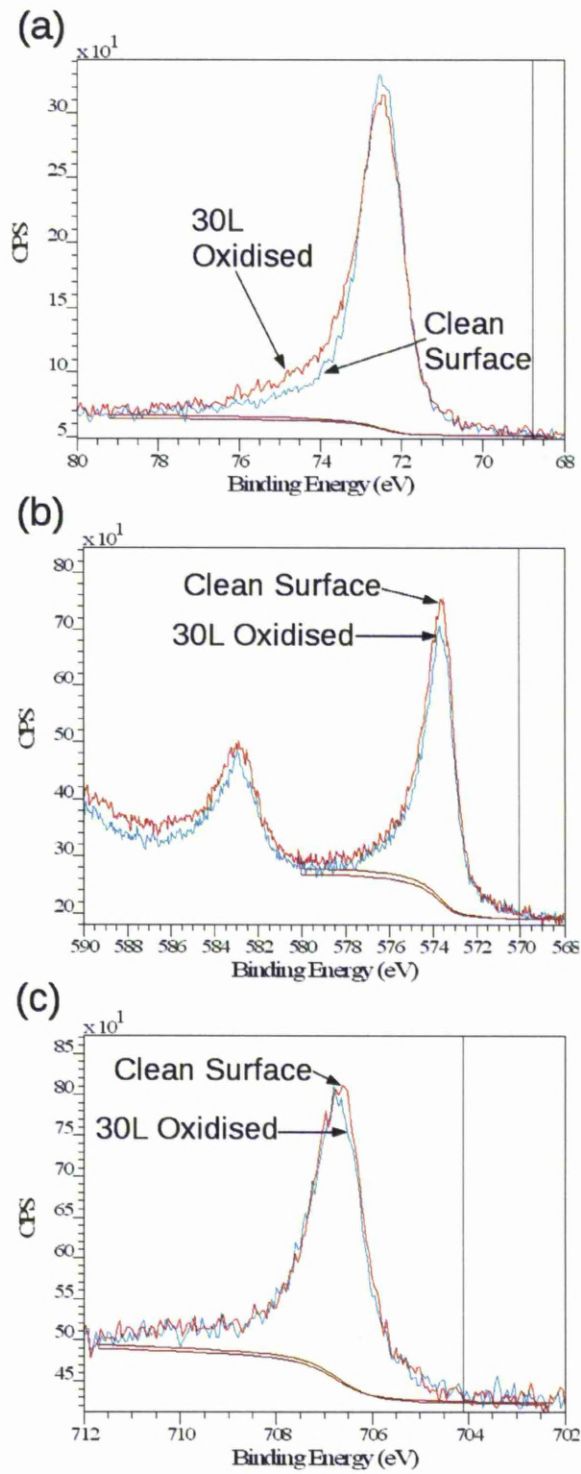 (a)
x 10¹
30
25
20
15
10
5
CPS
30L
Oxidised
Clean
Surface
80 78 76 74 72 70 68
Binding Energy (eV)
(b)
x 10¹
80
70
60
50
40
30
20
CPS
Clean Surface
30L Oxidised
590 588 586 584 582 580 578 576 574 572 570 568
Binding Energy (eV)
(c)
x 10¹
85
80
75
70
65
60
55
50
45
CPS
Clean Surface
30L Oxidised
712 710 708 706 704 702
Binding Energy (eV)